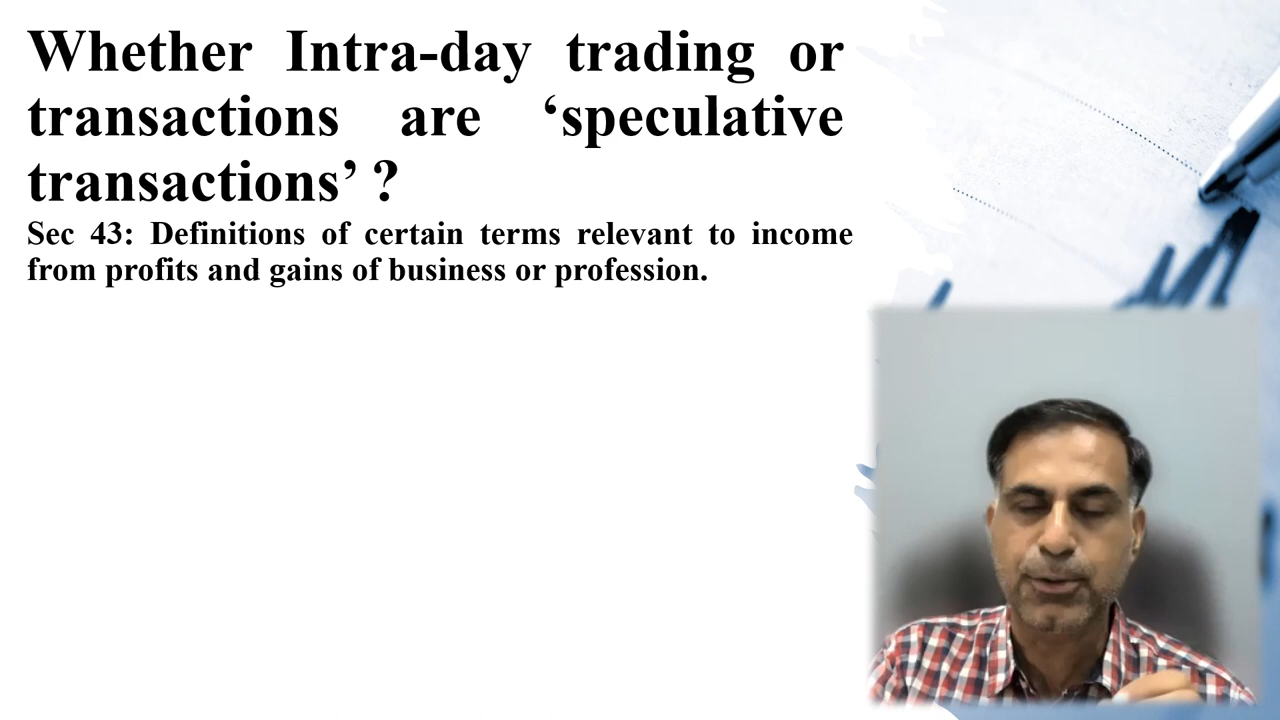 Whether Intra-day trading or
transactions are ‘speculative
transactions’ ?
Sec 43: Definitions of certain terms relevant to income
from profits and gains of business or profession.